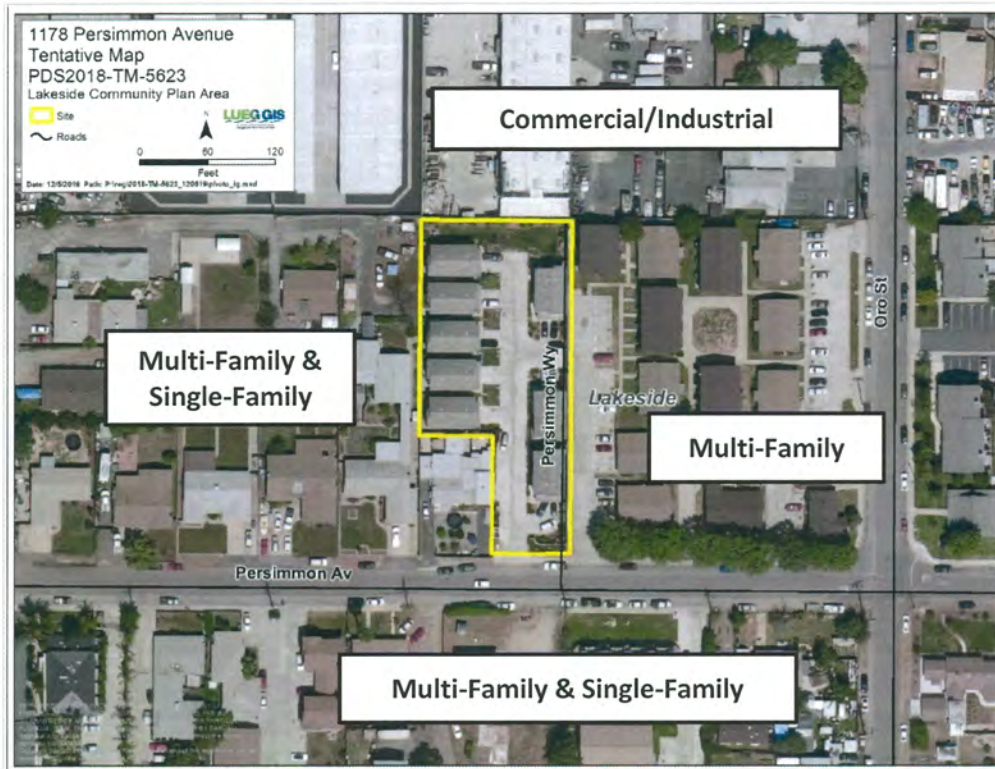 1178 Persimmon Avenue
Tentative Map
PDS2018-TM-5623
Lakeside Community Plan Area
Site
Roads
LUEG GIS
N
0 60 120
Feet
Commercial/Industrial
Multi-Family &
Single-Family
Persimmon Wy
Lakeside
Multi-Family
Oro St
Persimmon Av
Multi-Family & Single-Family